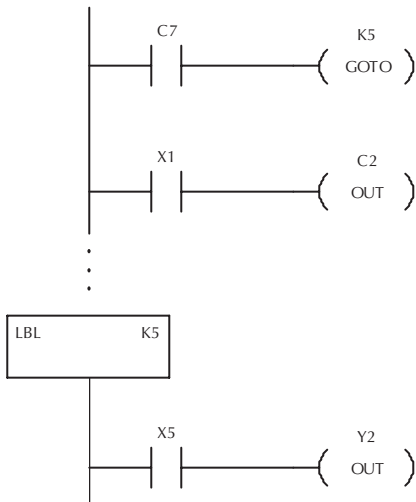 C7 K5
GOTO
X1 C2
OUT
LBL K5
X5 Y2
OUT